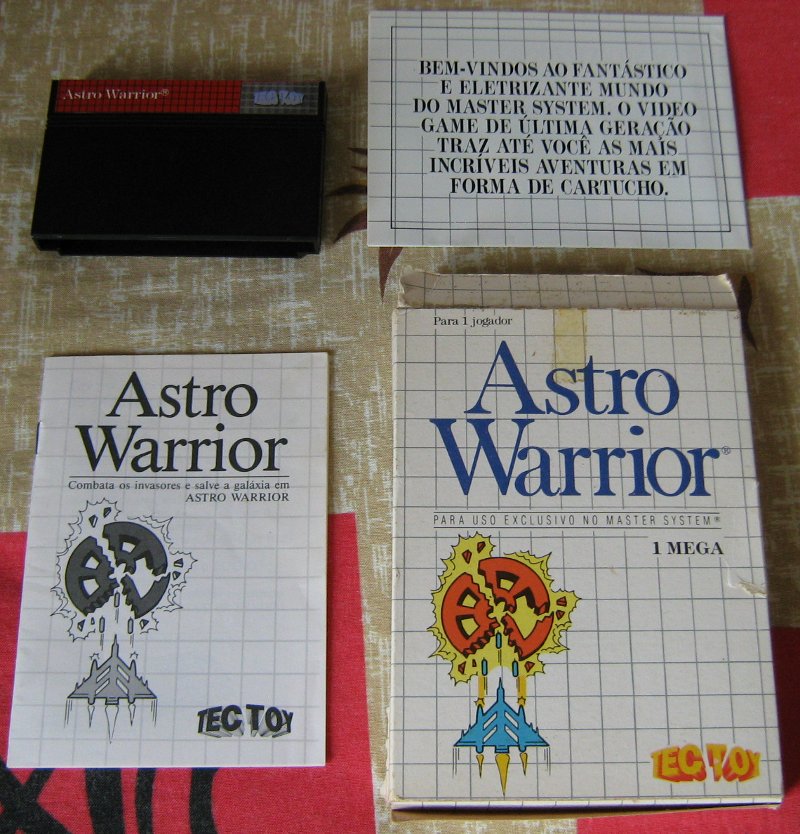 Astro Warrior®
TEC TOY
BEM-VINDOS AO FANTÁSTICO
E ELETRIZANTE MUNDO
DO MASTER SYSTEM. O VIDEO
GAME DE ÚLTIMA GERAÇÃO
TRAZ ATÉ VOCÊ AS MAIS
INCRÍVEIS AVENTURAS EM
FORMA DE CARTUCHO.
Astro
Warrior
Combata os invasores e salve a galáxia em
ASTRO WARRIOR
TEC TOY
Para 1 jogador
Astro
Warrior®
PARA USO EXCLUSIVO NO MASTER SYSTEM®
1 MEGA
TEC TOY